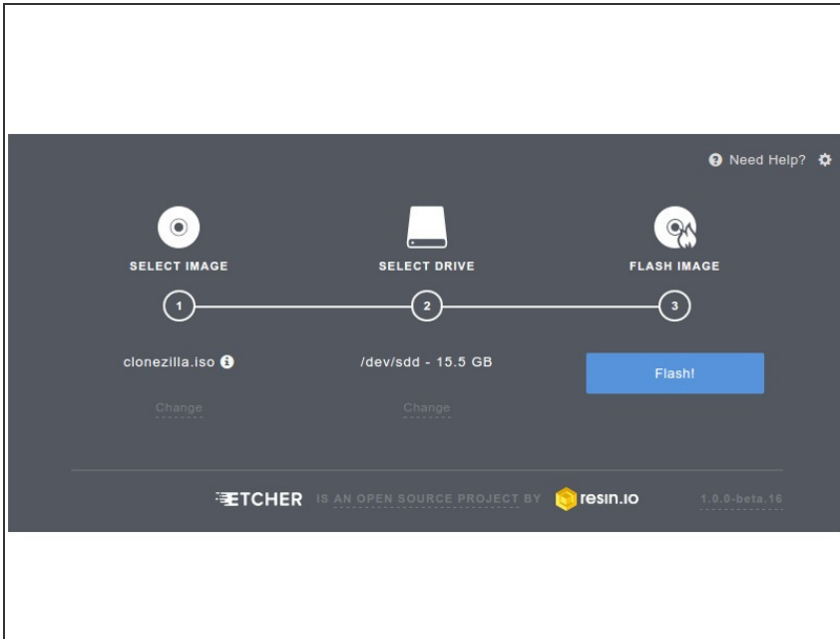 Need Help?
SELECT IMAGE
SELECT DRIVE
FLASH IMAGE
1
2
3
clonezilla.iso
/dev/sdd - 15.5 GB
Flash!
Change
Change
ETCHER IS AN OPEN SOURCE PROJECT BY resin.io 1.0.0-beta.16